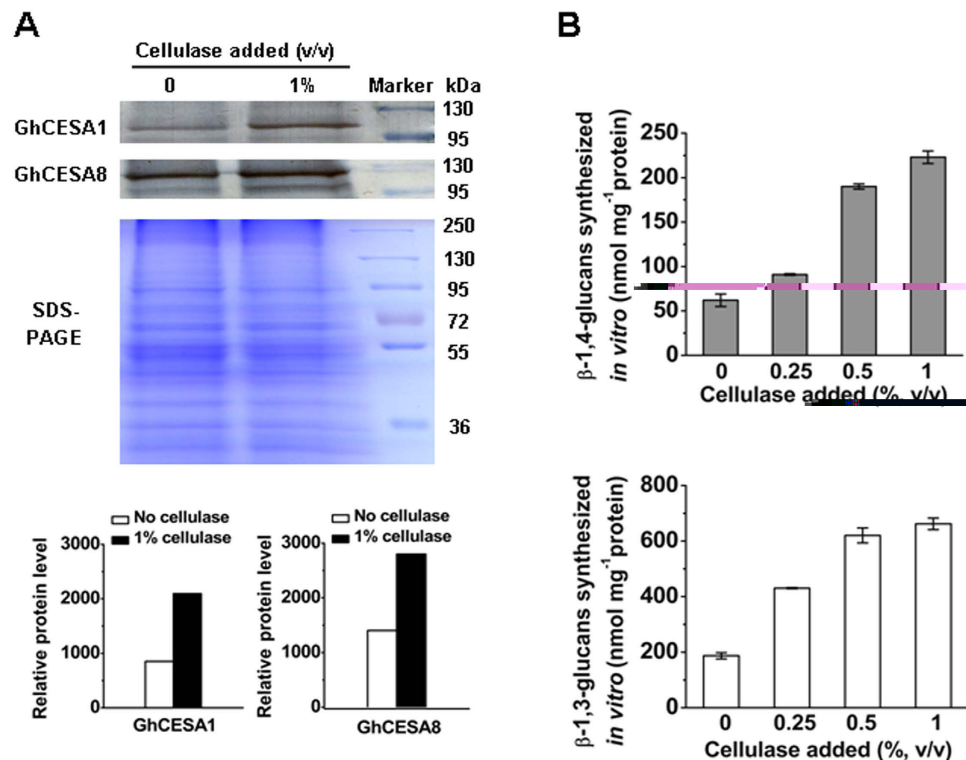 A
Cellulase added (v/v)
0 1% Marker kDa
GhCESA1
130
95
GhCESA8
130
95
SDS-
PAGE
250
130
95
72
55
36
No cellulase
1% cellulase
Relative protein level
3000
2000
1000
0
GhCESA1
No cellulase
1% cellulase
Relative protein level
3000
2000
1000
0
GhCESA8
B
β-1,4-glucans synthesized
in vitro (nmol mg⁻¹protein)
250
200
150
100
50
0
0 0.25 0.5 1
Cellulase added (%, v/v)
β-1,3-glucans synthesized
in vitro (nmol mg⁻¹protein)
800
600
400
200
0
0 0.25 0.5 1
Cellulase added (%, v/v)